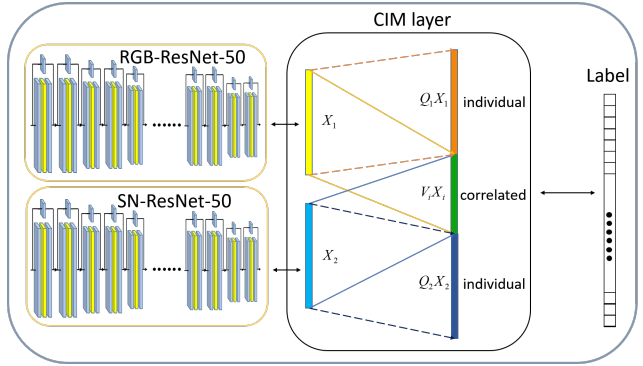 CIM layer
RGB-ResNet-50
Label
Q₁X₁
individual
X₁
SN-ResNet-50
VᵢXᵢ
correlated
X₂
Q₂X₂
individual